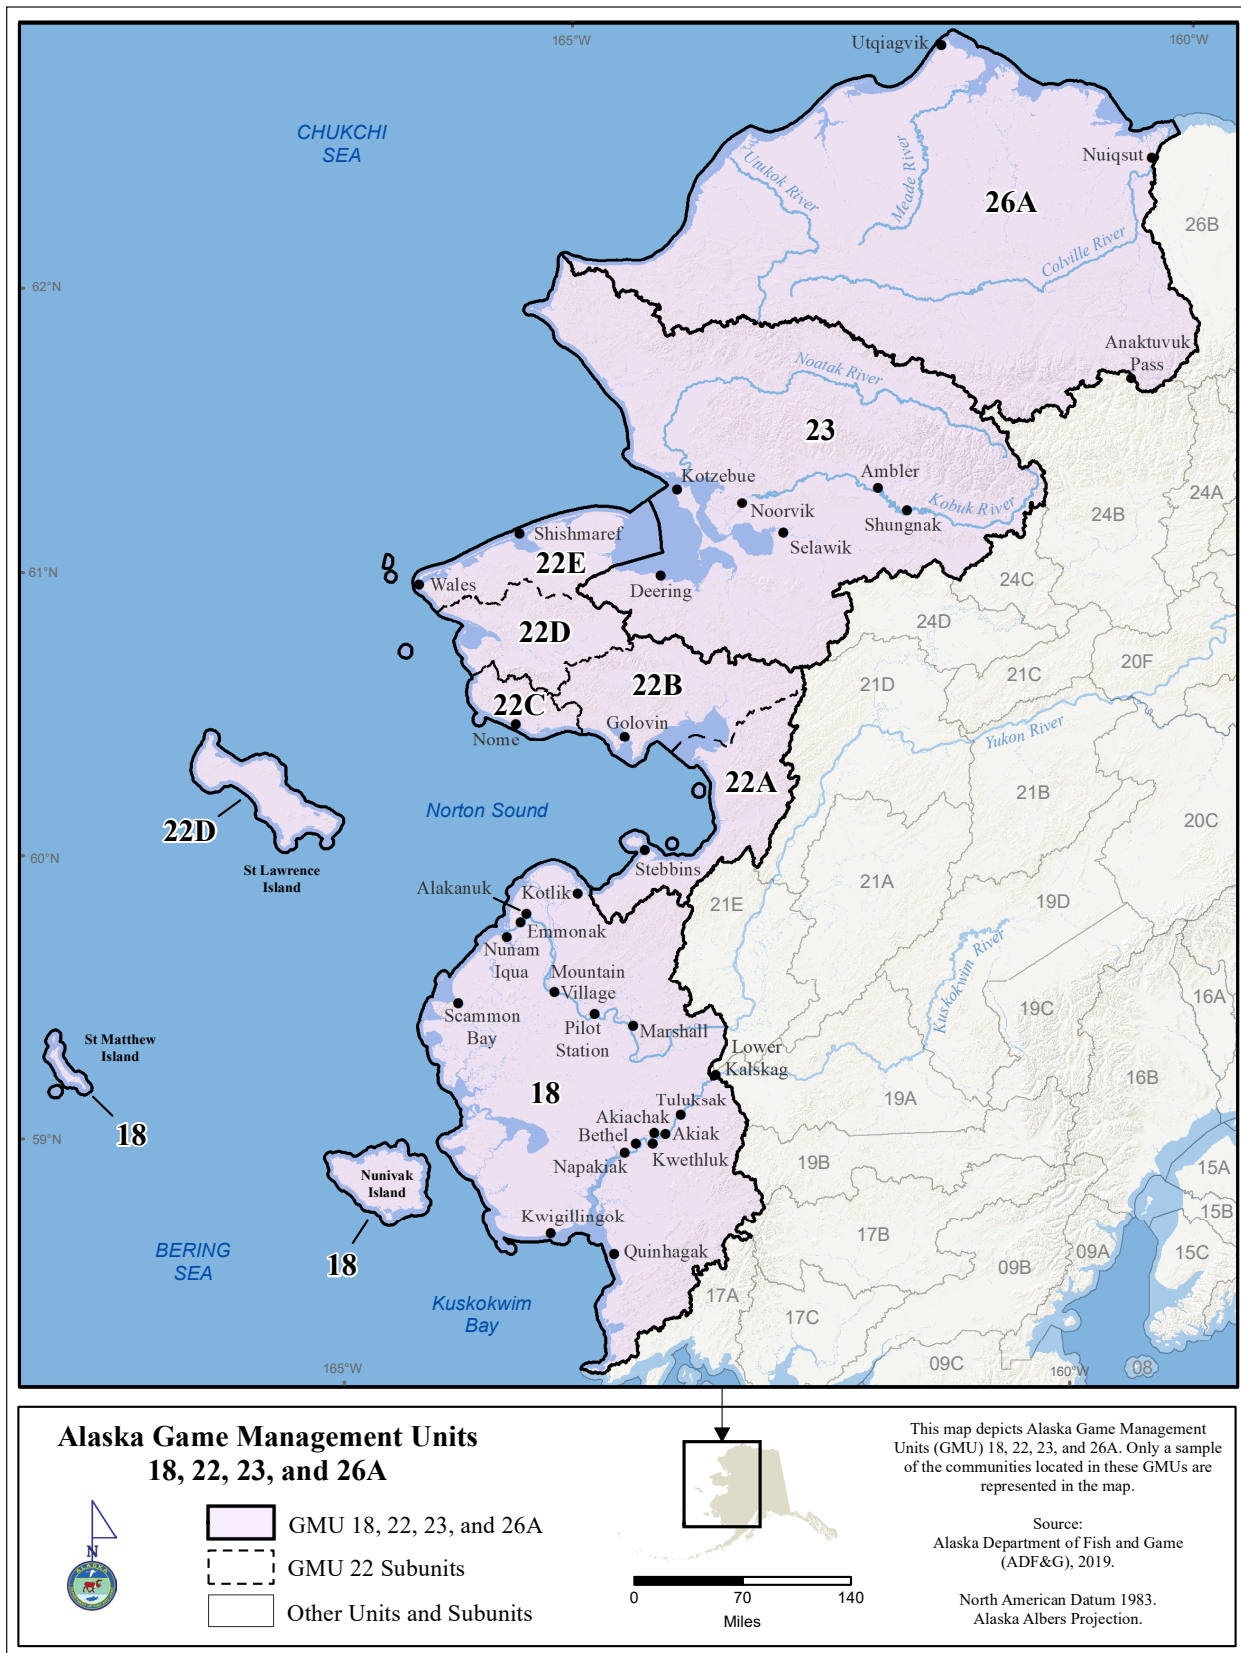 165°W
160°W
Utqiagvik
CHUKCHI
SEA
Nuiqsut
Utukok River
Meade River
26A
26B
Colville River
62°N
Anaktuvuk
Pass
Noatak River
23
Kotzebue
Ambler
24A
Noorvik
Kobuk River
Shungnak
24B
Shishmaref
Selawik
22E
61°N
Wales
Deering
24C
22D
24D
20F
22B
21C
21D
22C
Golovin
Nome
Yukon River
22A
21B
Norton Sound
20C
22D
60°N
St Lawrence
Island
Stebbins
Alakanuk
Kotlik
21A
21E
19D
Emmonak
Nunam
Iqua
Mountain
Village
Kuskokwim River
16A
19C
Scammon
Bay
Pilot
Station
Marshall
St Matthew
Island
Lower
Kalskag
16B
18
19A
Tuluksak
Akiachak
18
Bethel
Akiak
59°N
Napakiak
Kwethluk
19B
15A
Nunivak
Island
15B
Kwigillingok
17B
BERING
SEA
18
Quinhagak
09A
15C
09B
Kuskokwim
Bay
17A
17C
165°W
09C
160°W
08
Alaska Game Management Units
18, 22, 23, and 26A
N
ALASKA
GMU 18, 22, 23, and 26A
GMU 22 Subunits
Other Units and Subunits
0 70 140
Miles
This map depicts Alaska Game Management
Units (GMU) 18, 22, 23, and 26A. Only a sample
of the communities located in these GMUs are
represented in the map.
Source:
Alaska Department of Fish and Game
(ADF&G), 2019.
North American Datum 1983.
Alaska Albers Projection.